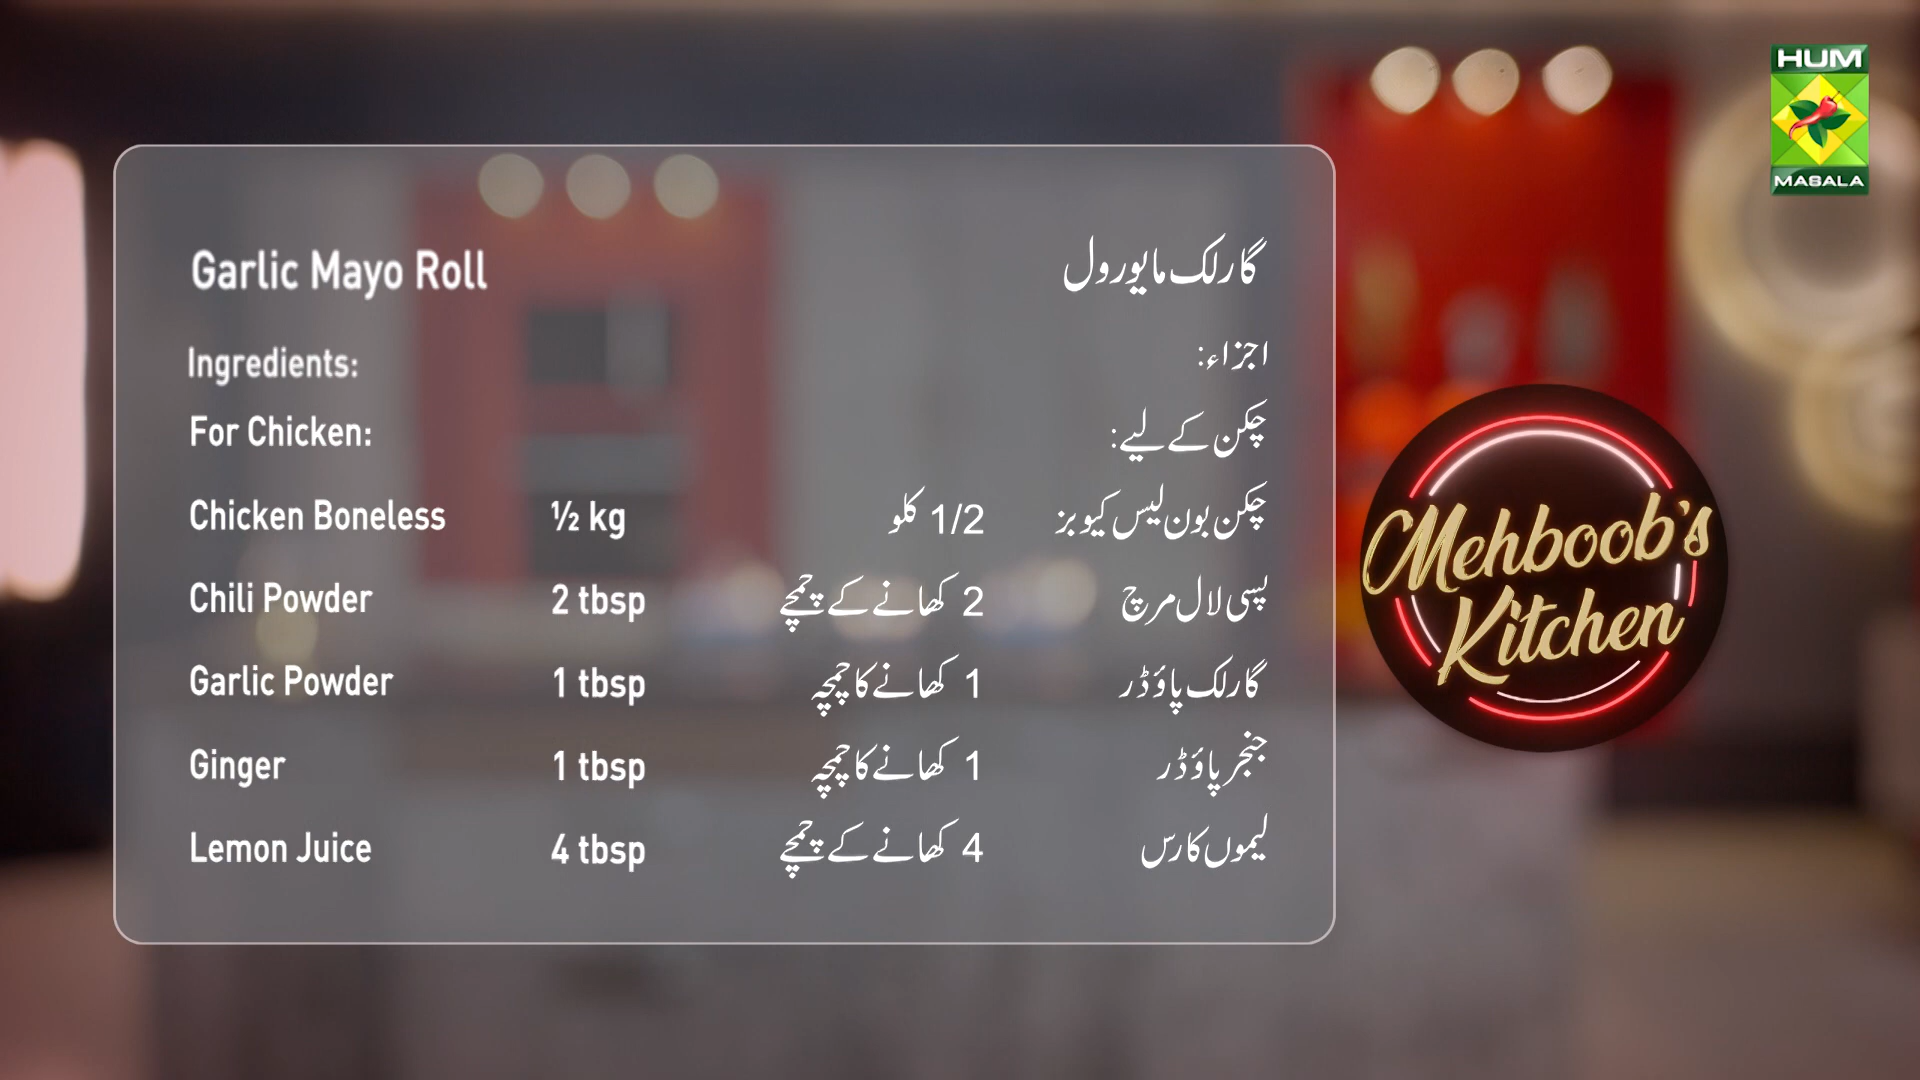 HUM
MASALA
Garlic Mayo Roll گارلک مایو رول
Ingredients: اجزاء:
For Chicken: چکن کے لیے:
Chicken Boneless ½ kg چکن بون لیس کیوبز 1/2 کلو
Chili Powder 2 tbsp پسی لال مرچ 2 کھانے کے چمچے
Garlic Powder 1 tbsp گارلک پاؤڈر 1 کھانے کا چمچہ
Ginger 1 tbsp جنجر پاؤڈر 1 کھانے کا چمچہ
Lemon Juice 4 tbsp لیموں کا رس 4 کھانے کے چمچے
Mehboob's
Kitchen